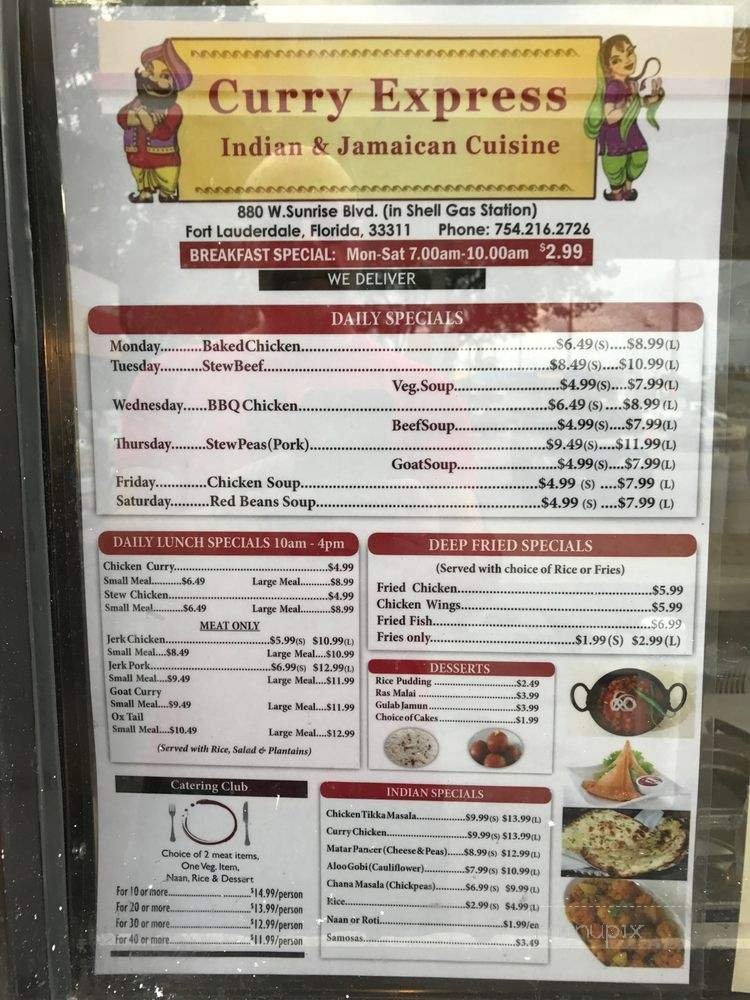 Curry Express
Indian & Jamaican Cuisine
880 W.Sunrise Blvd. (in Shell Gas Station)
Fort Lauderdale, Florida, 33311 Phone: 754.216.2726
BREAKFAST SPECIAL: Mon-Sat 7.00am-10.00am $2.99
WE DELIVER
DAILY SPECIALS
Monday...........Baked Chicken..........$6.49(S)....$8.99(L)
Tuesday..........Stew Beef..........$8.49(S)....$10.99(L)
Veg.Soup..........$4.99(S)....$7.99(L)
Wednesday......BBQ Chicken..........$6.49 (S) ....$8.99 (L)
Beef Soup..........$4.99(S)....$7.99(L)
Thursday........Stew Peas (Pork)..........$9.49(S)....$11.99(L)
Goat Soup..........$4.99(S)....$7.99(L)
Friday............Chicken Soup..........$4.99 (S) ....$7.99 (L)
Saturday..........Red Beans Soup..........$4.99 (S) ....$7.99 (L)
DAILY LUNCH SPECIALS 10am - 4pm
Chicken Curry..........$4.99
Small Meal..........$6.49 Large Meal..........$8.99
Stew Chicken..........$4.99
Small Meal..........$6.49 Large Meal..........$8.99
MEAT ONLY
Jerk Chicken..........$5.99(S) $10.99(L)
Small Meal....$8.49 Large Meal....$10.99
Jerk Pork..........$6.99(S) $12.99(L)
Small Meal....$9.49 Large Meal....$11.99
Goat Curry
Small Meal....$9.49 Large Meal....$11.99
Ox Tail
Small Meal....$10.49 Large Meal....$12.99
(Served with Rice, Salad & Plantains)
DEEP FRIED SPECIALS
(Served with choice of Rice or Fries)
Fried Chicken..........$5.99
Chicken Wings..........$5.99
Fried Fish..........$6.99
Fries only..........$1.99 (S) $2.99 (L)
DESSERTS
Rice Pudding ..........$2.49
Ras Malai ..........$3.99
Gulab Jamun..........$3.99
Choice of Cakes..........$1.99
Catering Club
Choice of 2 meat items,
One Veg. Item,
Naan, Rice & Dessert
For 10 or more..........$14.99/person
For 20 or more..........$13.99/person
For 30 or more..........$12.99/person
For 40 or more..........$11.99/person
INDIAN SPECIALS
Chicken Tikka Masala..........$9.99(S) $13.99(L)
Curry Chicken..........$9.99(S) $13.99(L)
Matar Paneer (Cheese & Peas)......$8.99(S) $12.99(L)
Aloo Gobi (Cauliflower)..........$7.99(S) $10.99(L)
Chana Masala (Chickpeas)..........$6.99(S) $9.99(L)
Rice..........$2.99(S) $4.99(L)
Naan or Roti..........$1.99/en
Samosas..........$3.49